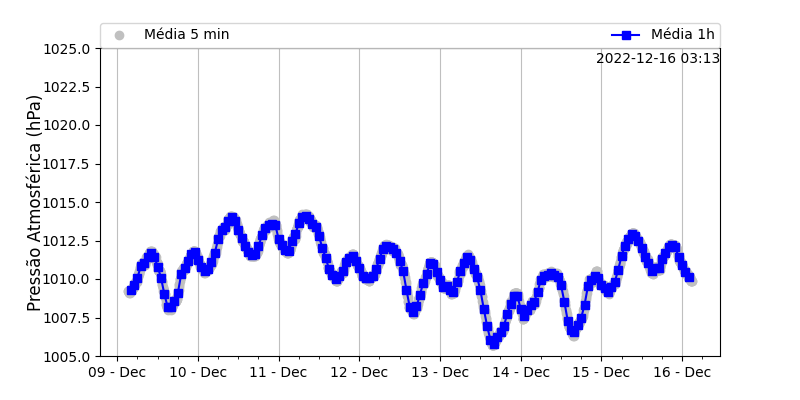 Média 5 min
Média 1h
2022-12-16 03:13
Pressão Atmosférica (hPa)
1025.0
1022.5
1020.0
1017.5
1015.0
1012.5
1010.0
1007.5
1005.0
09 - Dec
10 - Dec
11 - Dec
12 - Dec
13 - Dec
14 - Dec
15 - Dec
16 - Dec